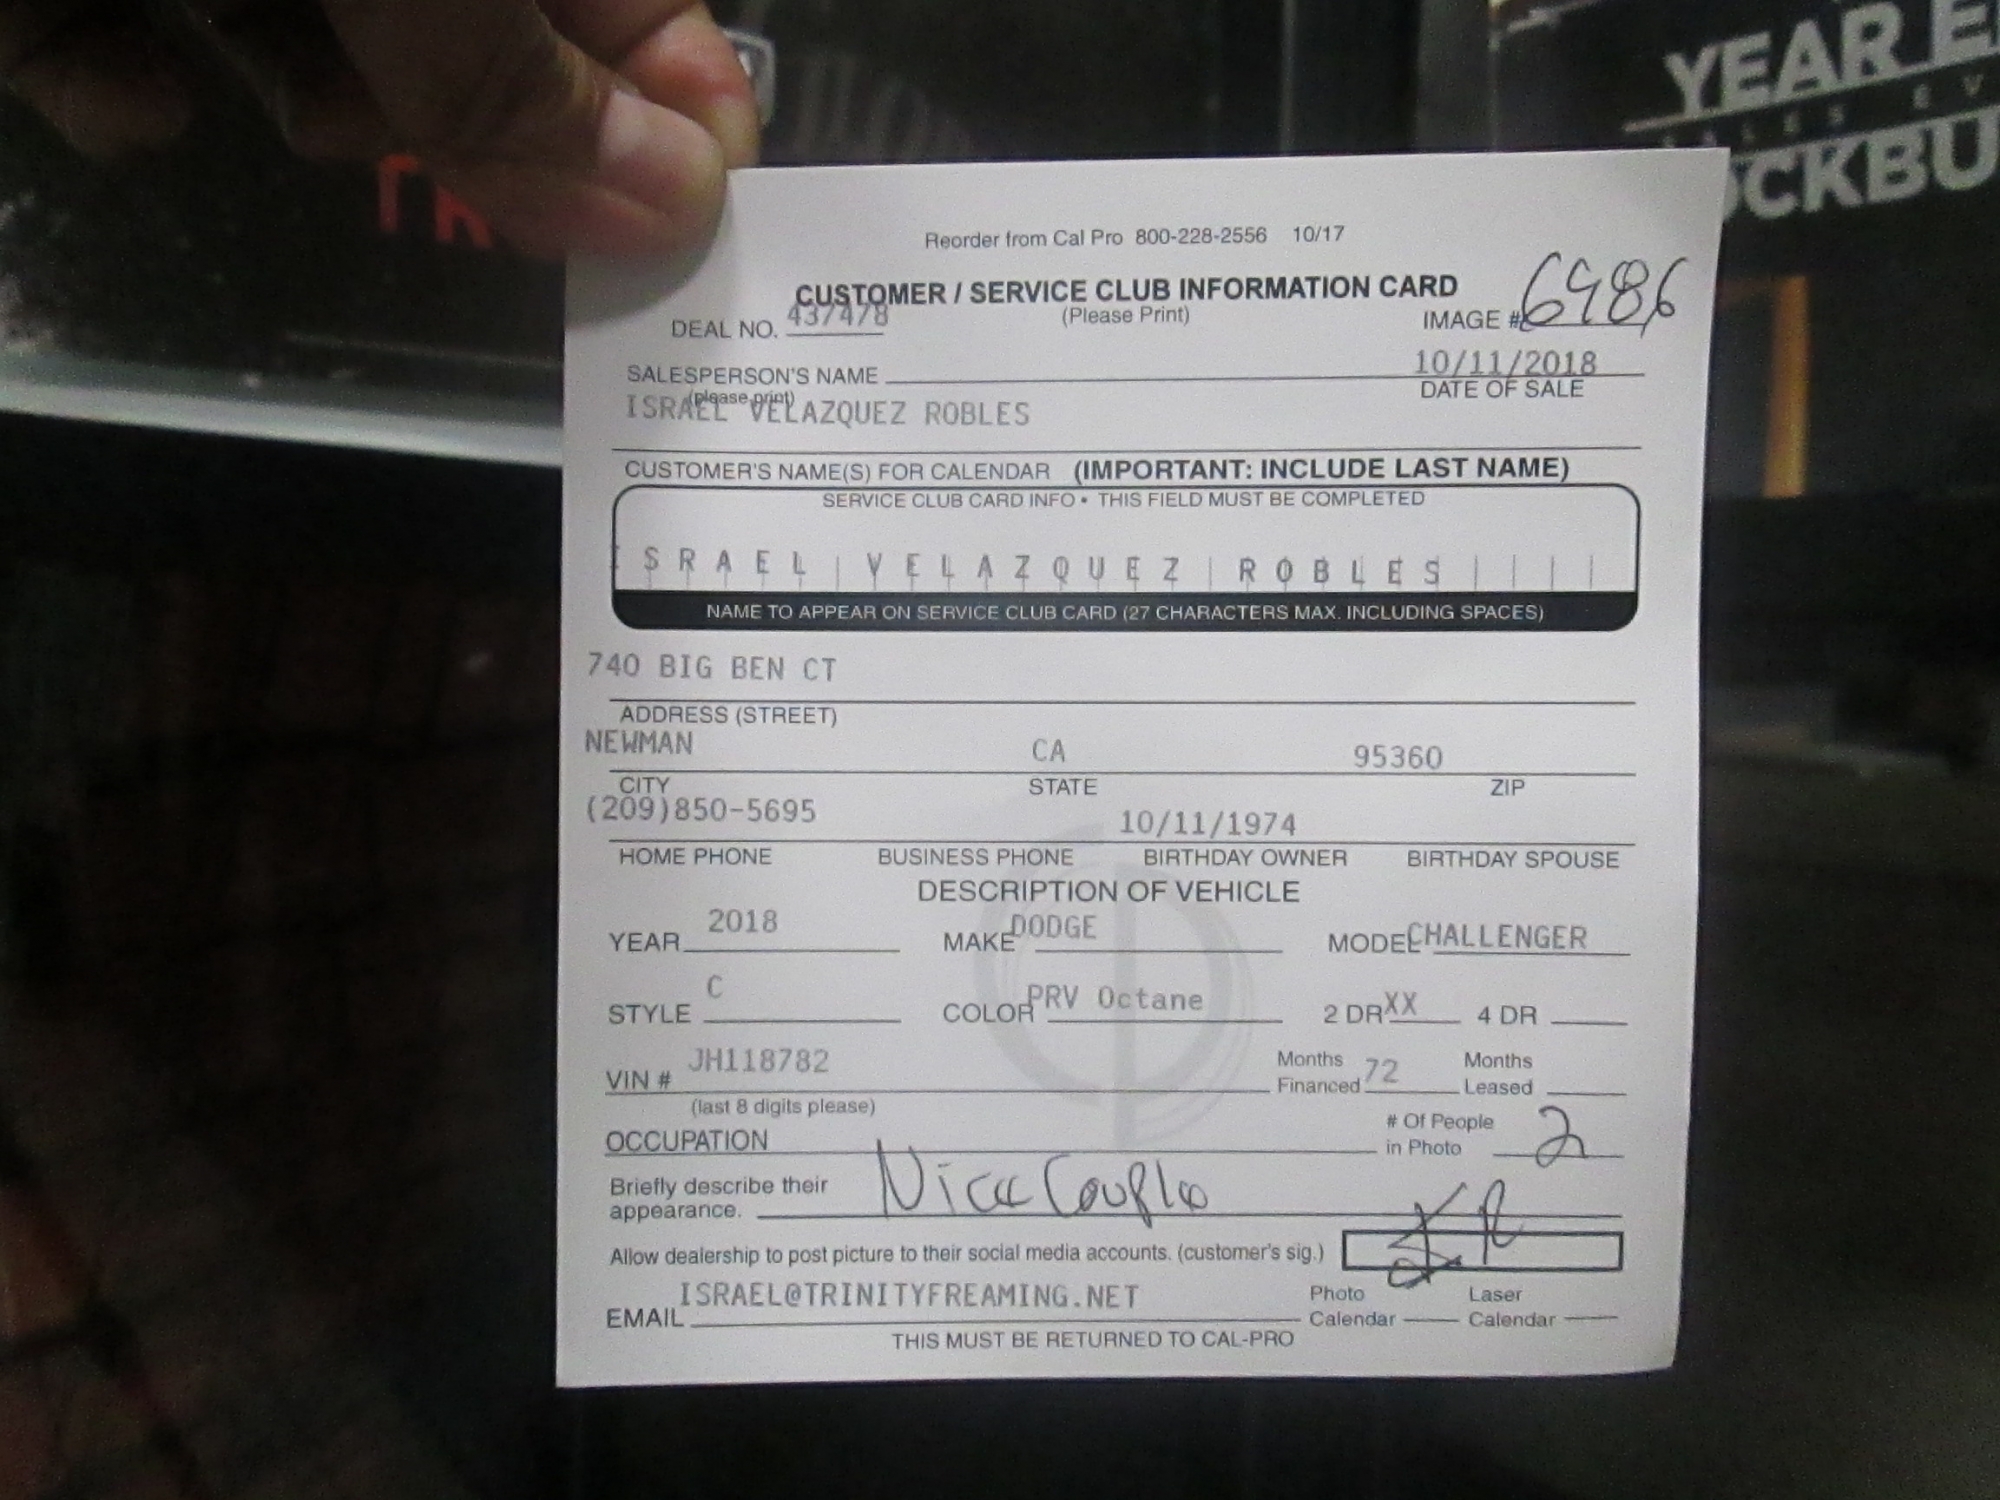 YEAR E
SALES EV
OCKBU
Reorder from Cal Pro 800-228-2556 10/17
CUSTOMER / SERVICE CLUB INFORMATION CARD
(Please Print)
DEAL NO. 437478
IMAGE # 6986
SALESPERSON'S NAME
(please print)
10/11/2018
DATE OF SALE
ISRAEL VELAZQUEZ ROBLES
CUSTOMER'S NAME(S) FOR CALENDAR (IMPORTANT: INCLUDE LAST NAME)
SERVICE CLUB CARD INFO • THIS FIELD MUST BE COMPLETED
ISRAEL VELAZQUEZ ROBLES
NAME TO APPEAR ON SERVICE CLUB CARD (27 CHARACTERS MAX. INCLUDING SPACES)
740 BIG BEN CT
ADDRESS (STREET)
NEWMAN CA 95360
CITY STATE ZIP
(209)850-5695 10/11/1974
HOME PHONE BUSINESS PHONE BIRTHDAY OWNER BIRTHDAY SPOUSE
DESCRIPTION OF VEHICLE
YEAR 2018 MAKE DODGE MODEL CHALLENGER
STYLE C COLOR PRV Octane 2 DR XX 4 DR
VIN # JH118782 Months Financed 72 Months Leased
(last 8 digits please)
OCCUPATION # Of People in Photo 2
Briefly describe their
appearance. Nice Couple
Allow dealership to post picture to their social media accounts. (customer's sig.)
EMAIL ISRAEL@TRINITYFREAMING.NET Photo Calendar Laser Calendar
THIS MUST BE RETURNED TO CAL-PRO